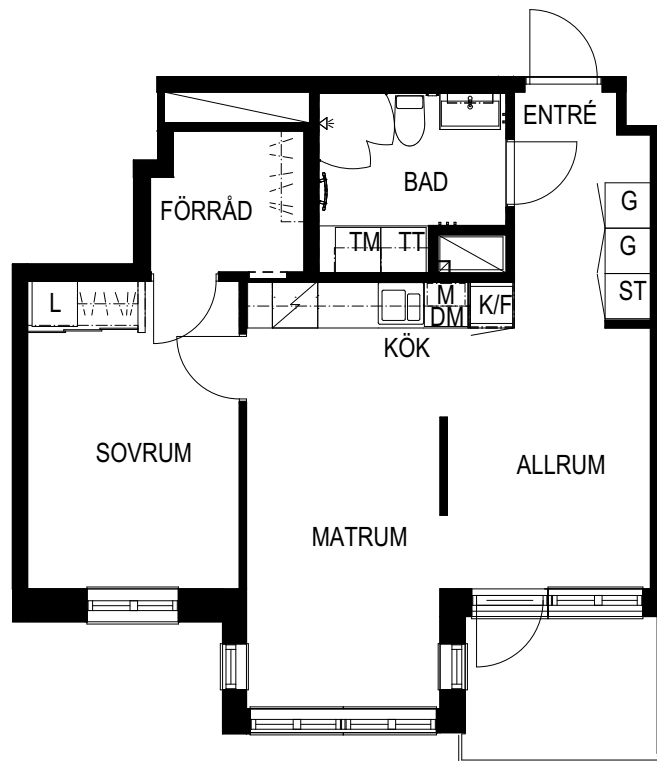 ENTRÉ
BAD
FÖRRÅD
G
G
ST
TM TT
L
M
DM
K/F
KÖK
SOVRUM
ALLRUM
MATRUM